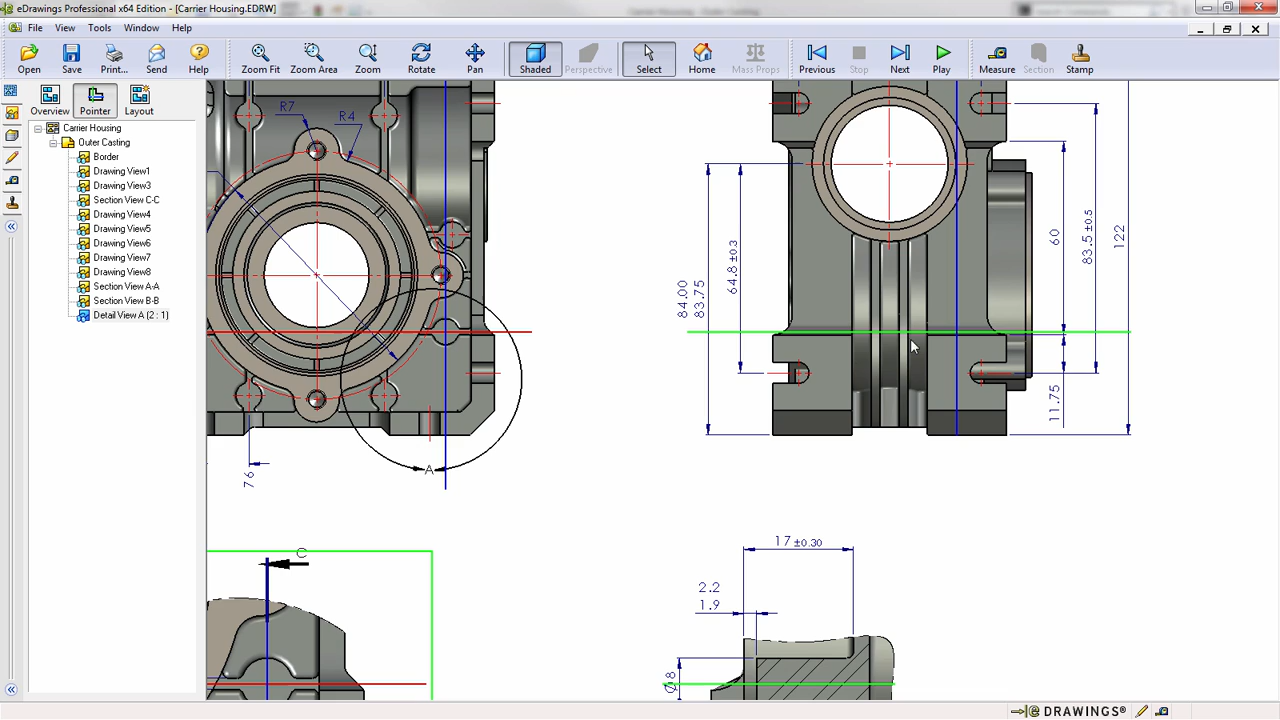 eDrawings Professional x64 Edition - [Carrier Housing.EDRW]
File View Tools Window Help
Open Save Print... Send Help Zoom Fit Zoom Area Zoom Rotate Pan Shaded Perspective Select Home Mass Props Previous Stop Next Play Measure Section Stamp
Overview Pointer Layout
Carrier Housing
Outer Casting
Border
Drawing View1
Drawing View3
Section View C-C
Drawing View4
Drawing View5
Drawing View6
Drawing View7
Drawing View8
Section View A-A
Section View B-B
Detail View A (2 : 1)
R7
R4
A
76
84.00
83.75
64.8 ±0.3
60
83.5 ±0.5
122
11.75
C
17 ±0.30
2.2
1.9
Ø8
eDRAWINGS®